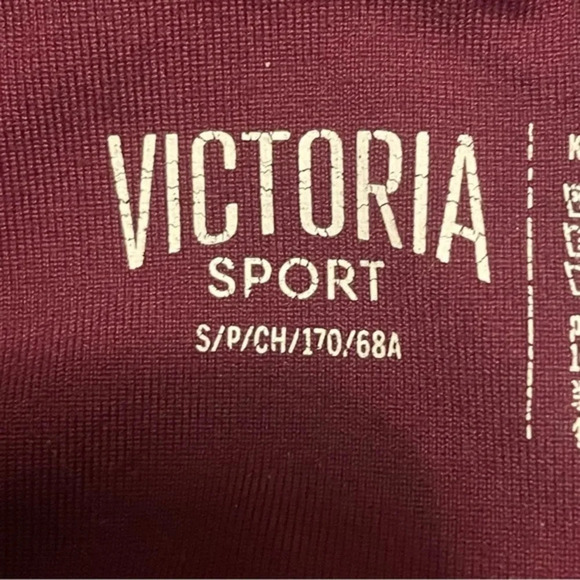 VICTORIA
SPORT
S/P/CH/170/68A
K